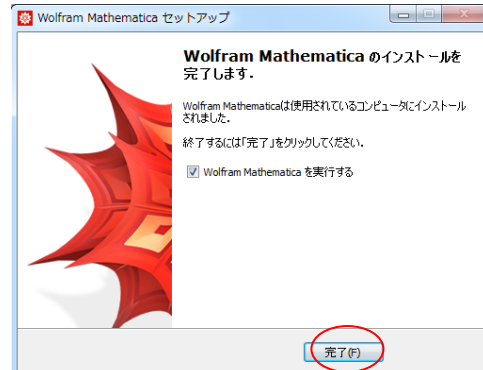 Wolfram Mathematica セットアップ
Wolfram Mathematica のインストールを
完了します.
Wolfram Mathematicaは使用されているコンピュータにインストール
されました.
終了するには「完了」をクリックしてください.
Wolfram Mathematica を実行する
完了(F)